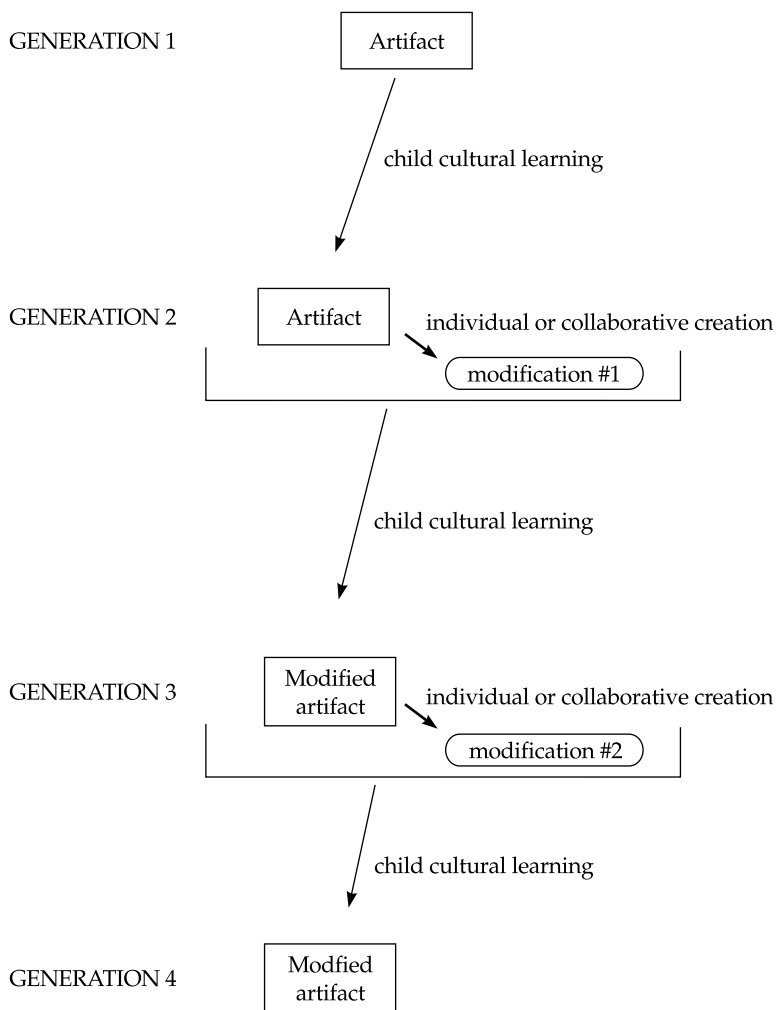 GENERATION 1
Artifact
child cultural learning
GENERATION 2
Artifact
individual or collaborative creation
modification #1
child cultural learning
GENERATION 3
Modified
artifact
individual or collaborative creation
modification #2
child cultural learning
GENERATION 4
Modfied
artifact